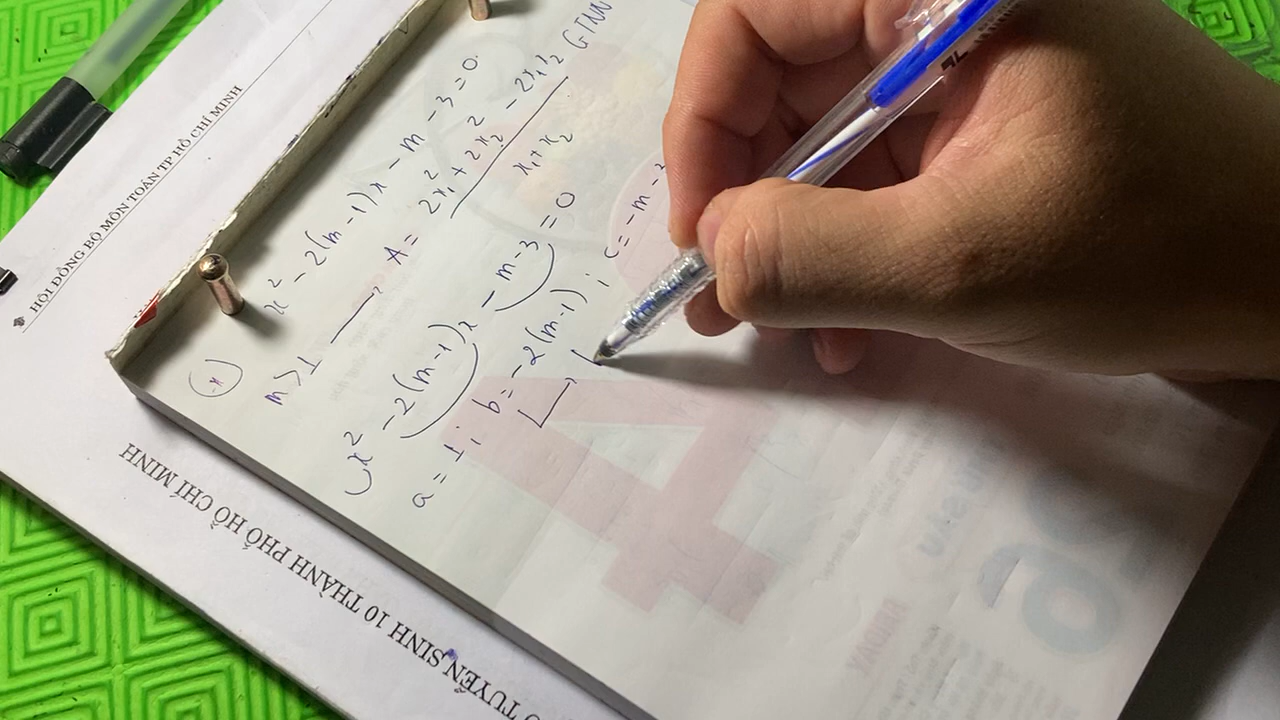 HỘI ĐỒNG BỘ MÔN TOÁN TP HỒ CHÍ MINH
x² - 2(m-1)x - m - 3 = 0
m > 1 → A = 2x₁² + 2x₂² - 2x₁x₂ / x₁ + x₂ GTNN
x² - 2(m-1)x - m - 3 = 0
a = 1; b = -2(m-1); c = -m -
TUYỂN SINH 10 THÀNH PHỐ HỒ CHÍ MINH
4